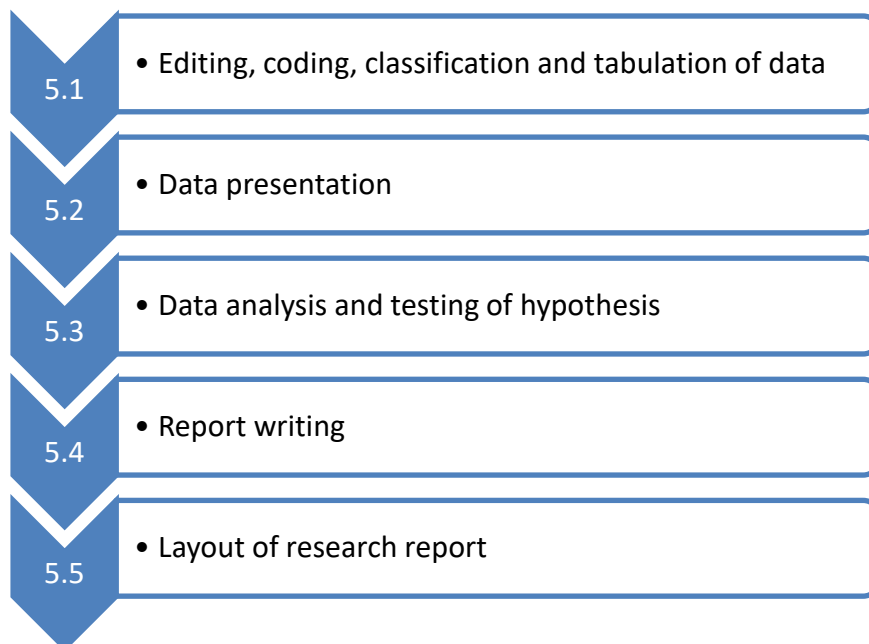 5.1
• Editing, coding, classification and tabulation of data
5.2
• Data presentation
5.3
• Data analysis and testing of hypothesis
5.4
• Report writing
5.5
• Layout of research report